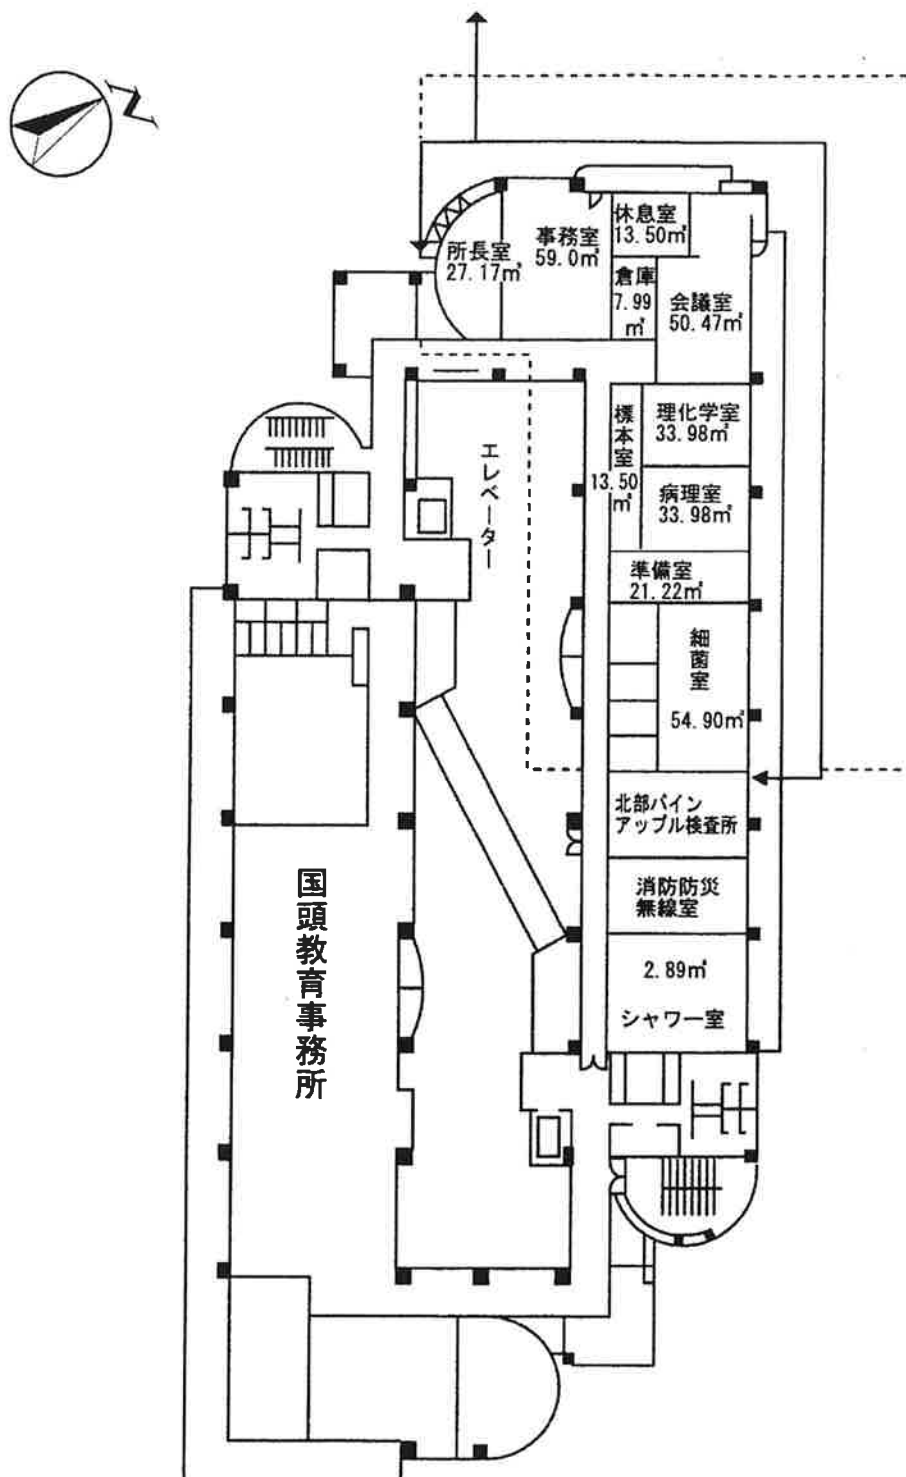 N
所長室
27.17㎡
事務室
59.0㎡
休息室
13.50㎡
倉庫
7.99
㎡
会議室
50.47㎡
エレベーター
標本室
13.50
㎡
理化学室
33.98㎡
病理室
33.98㎡
準備室
21.22㎡
細菌室
54.90㎡
北部パイン
アップル検査所
消防防災
無線室
2.89㎡
シャワー室
国頭教育事務所